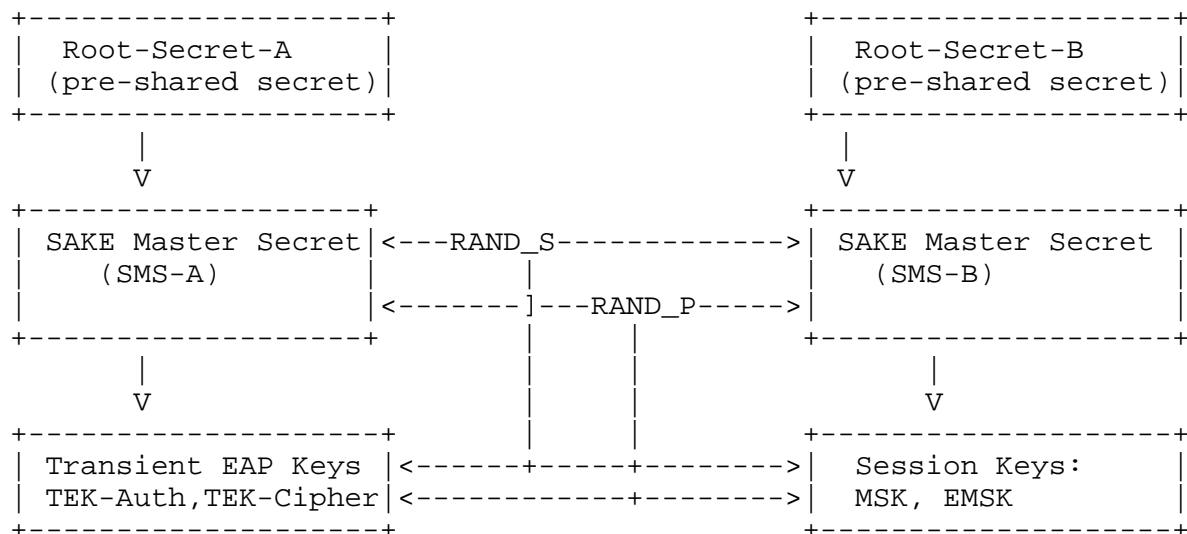 Root-Secret-A Root-Secret-B
(pre-shared secret) (pre-shared secret)
V V
SAKE Master Secret <---RAND_S-------------> SAKE Master Secret
(SMS-A) (SMS-B)
<-------]---RAND_P-----> 
V V
Transient EAP Keys <------+-----+--------> Session Keys:
TEK-Auth,TEK-Cipher <------------+--------> MSK, EMSK